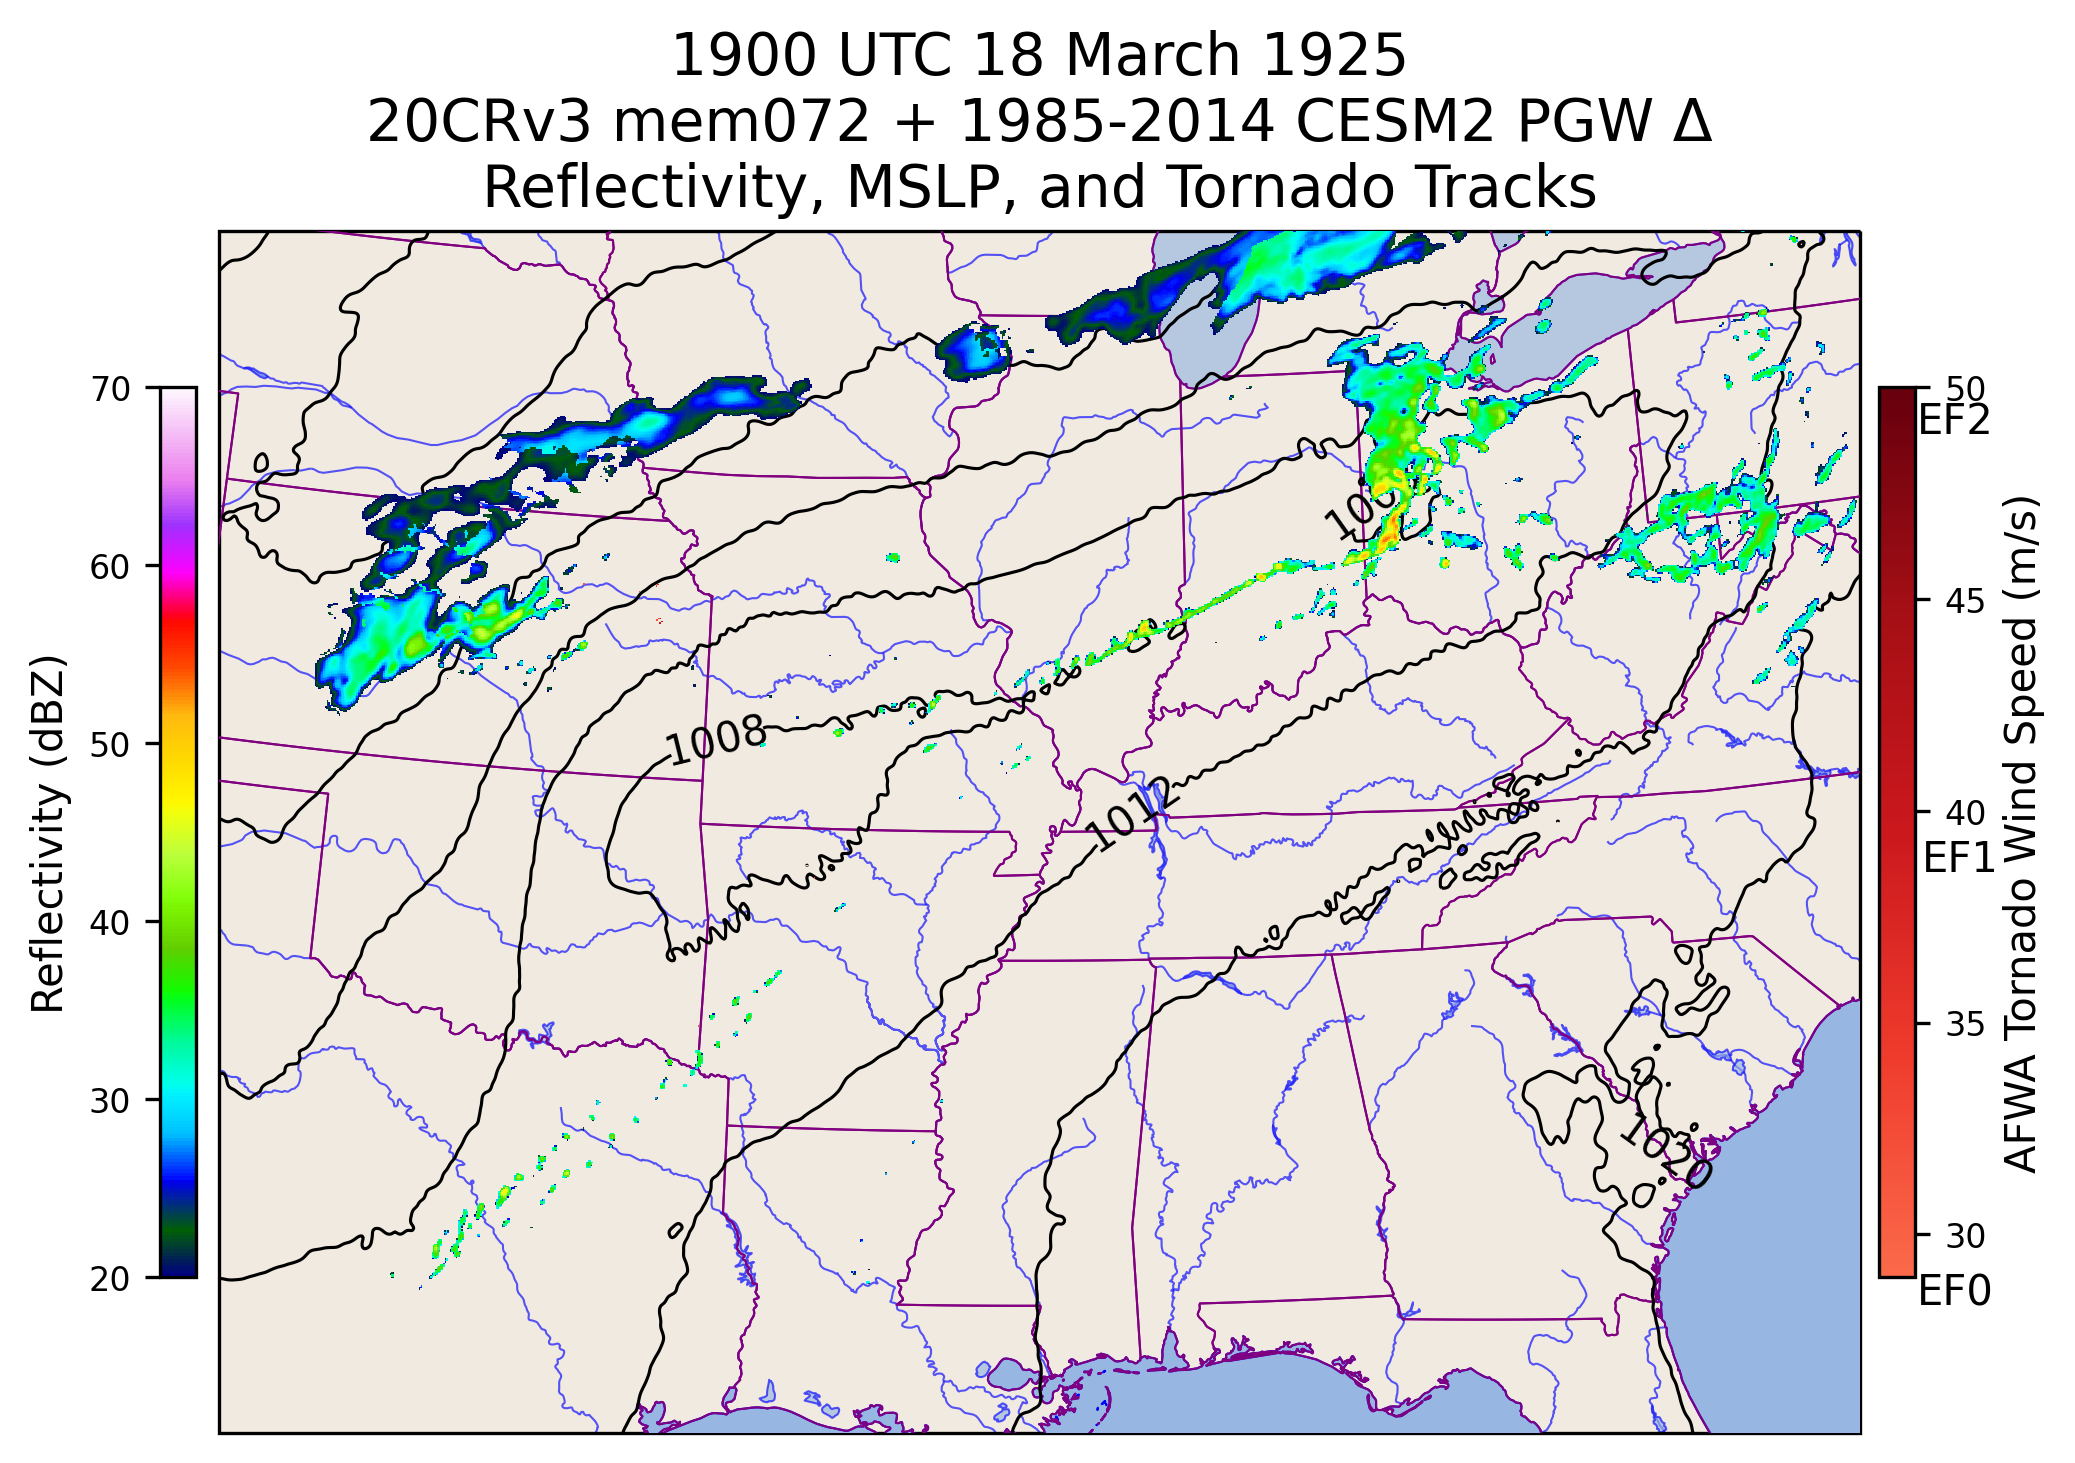 1900 UTC 18 March 1925
20CRv3 mem072 + 1985-2014 CESM2 PGW Δ
Reflectivity, MSLP, and Tornado Tracks
70
60
50
40
30
20
Reflectivity (dBZ)
1008
1012
1020
50
EF2
45
40
EF1
35
30
EF0
AFWA Tornado Wind Speed (m/s)